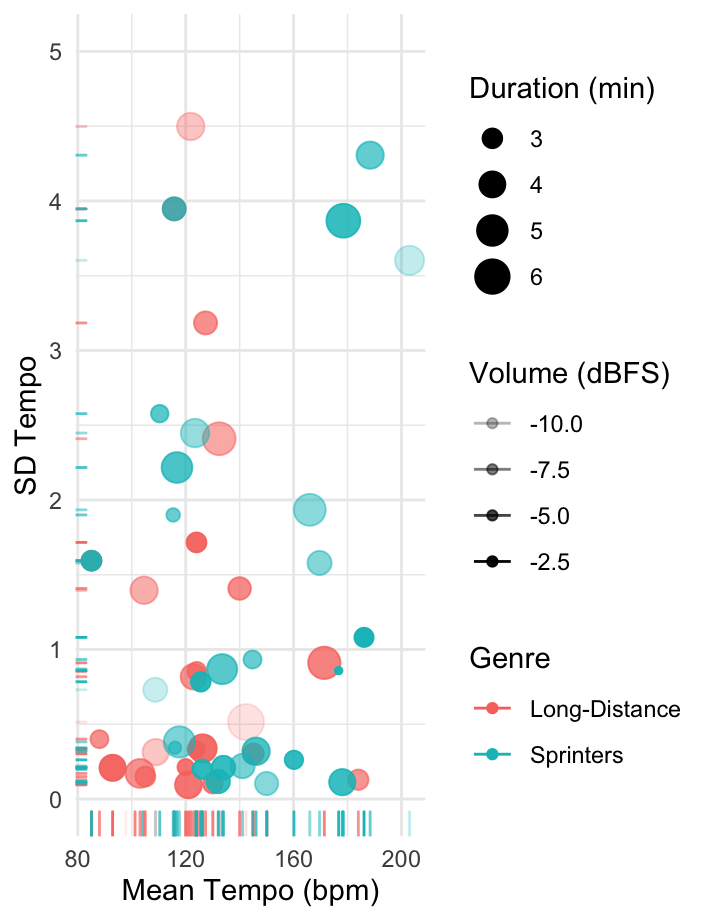 5
4
3
2
1
0
SD Tempo
80
120
160
200
Mean Tempo (bpm)
Duration (min)
3
4
5
6
Volume (dBFS)
-10.0
-7.5
-5.0
-2.5
Genre
Long-Distance
Sprinters